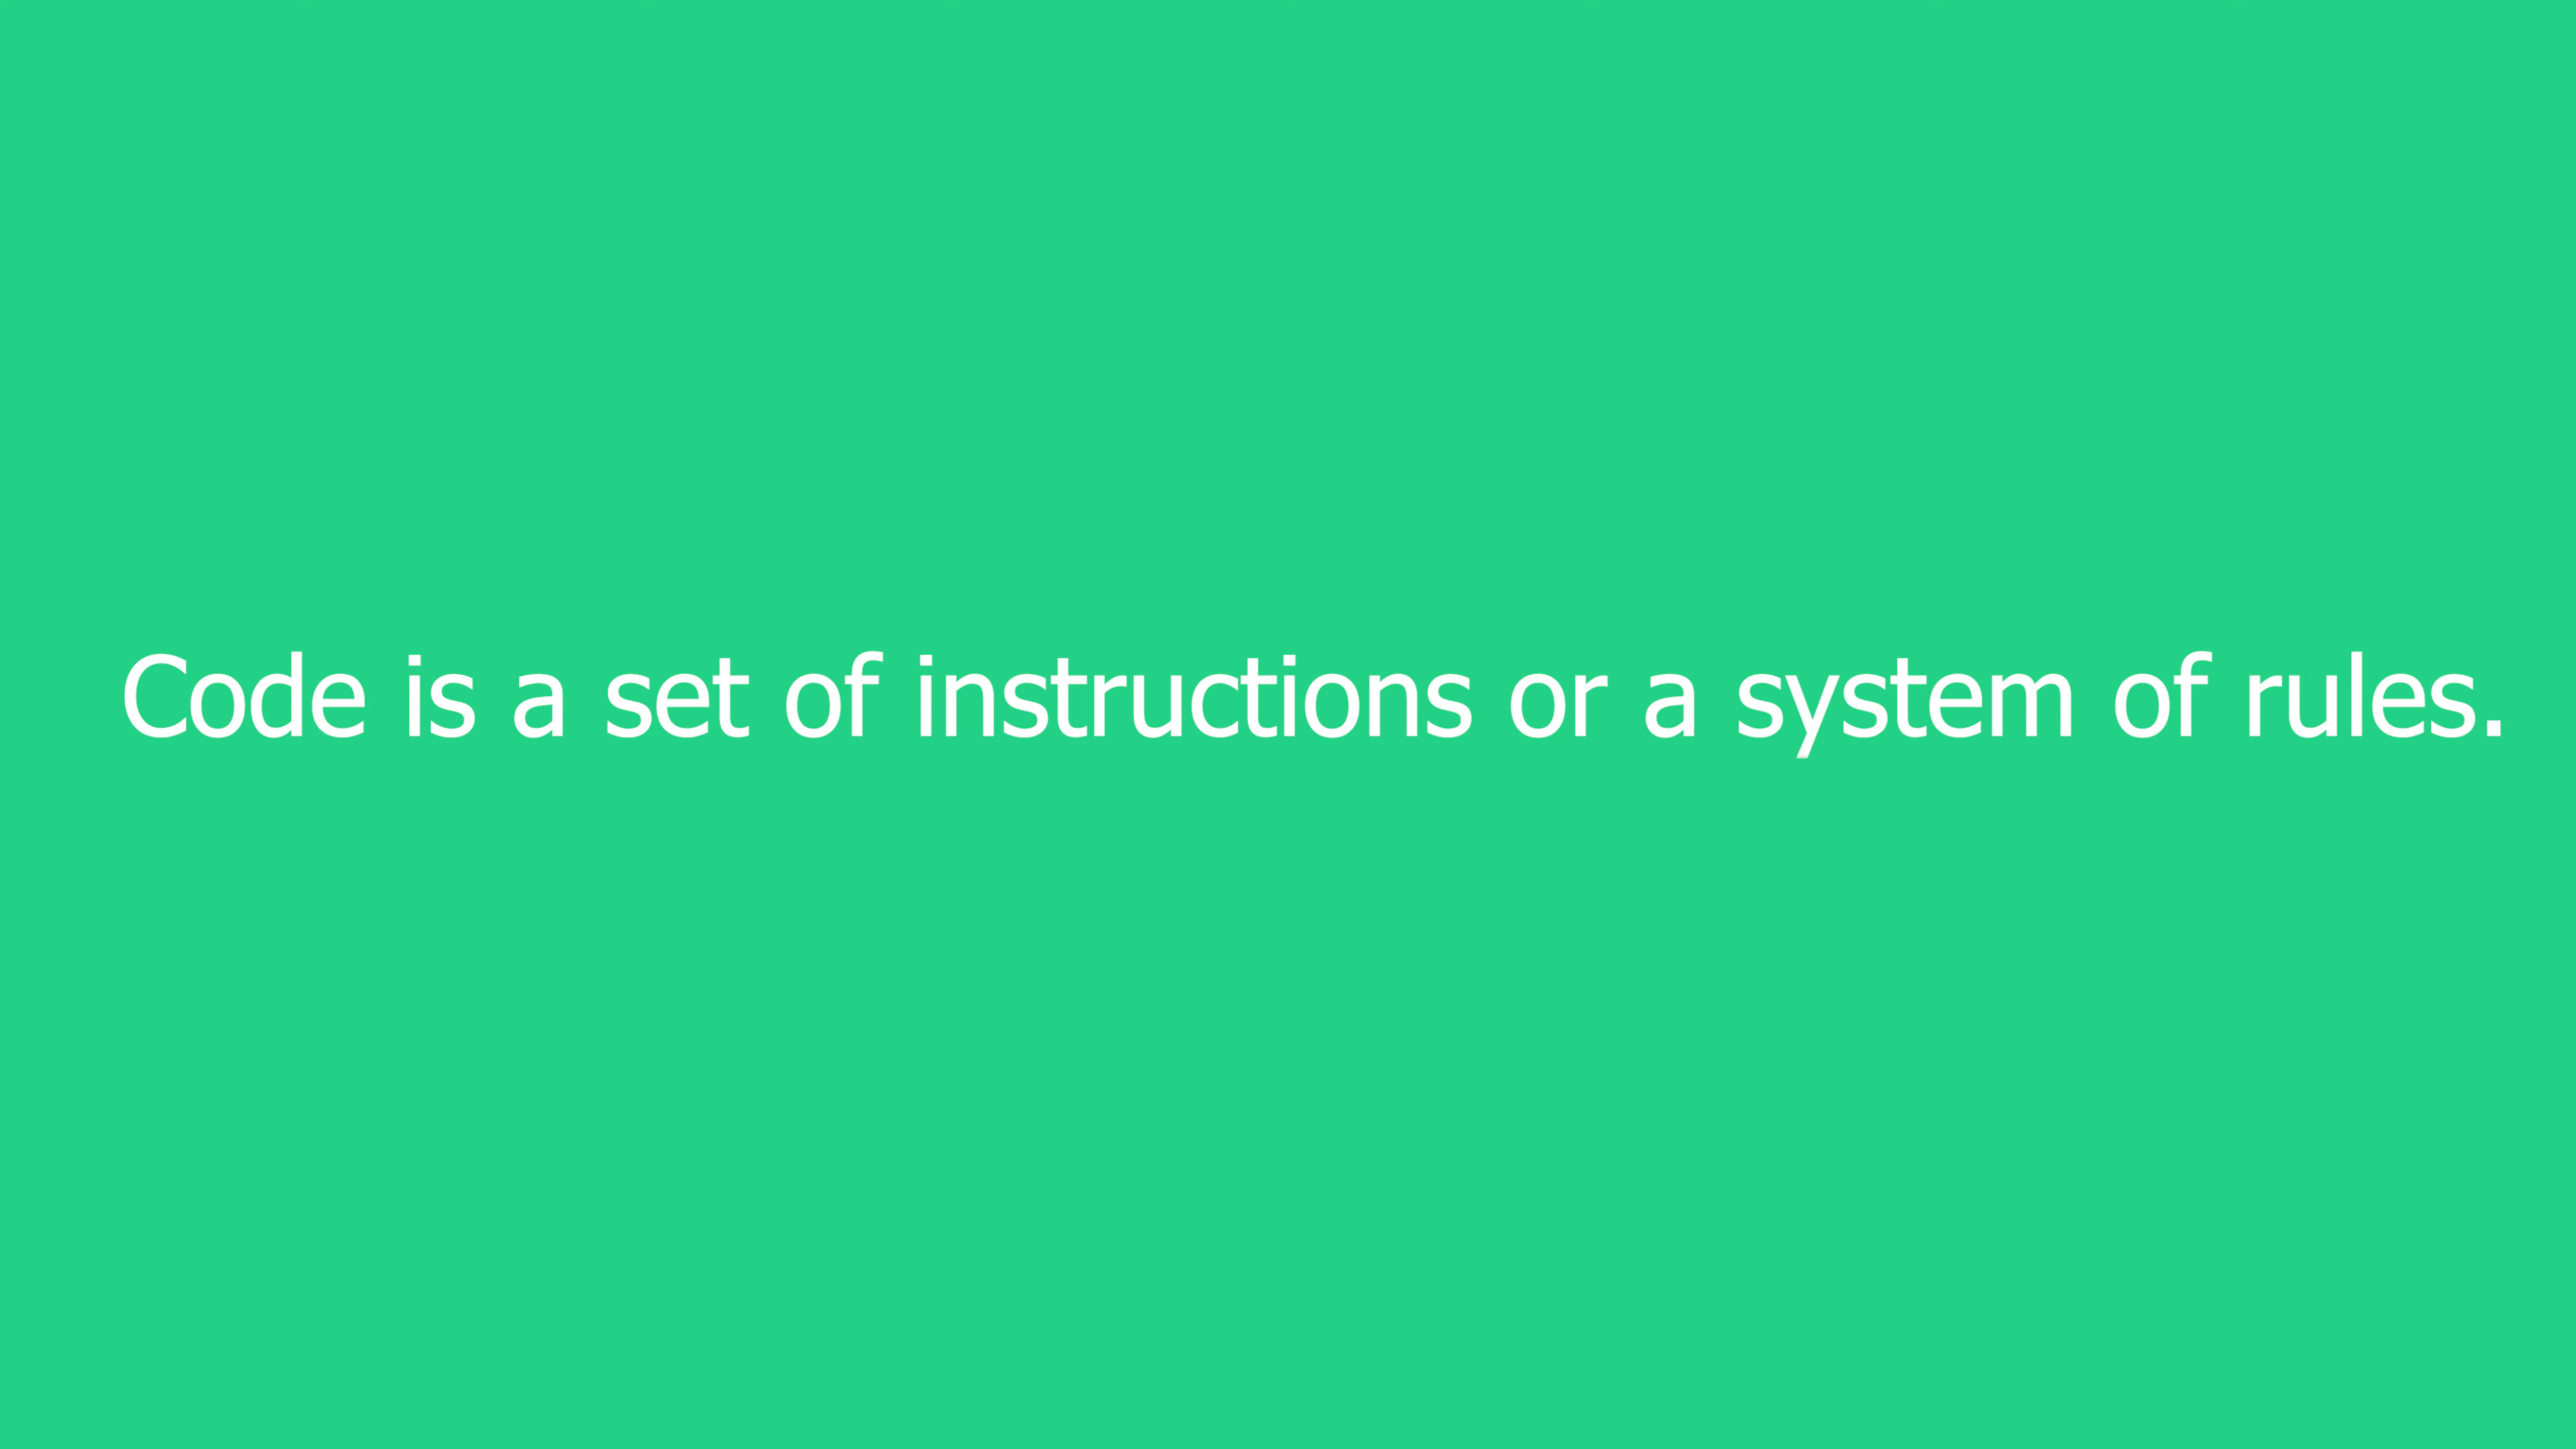 Code is a set of instructions or a system of rules.